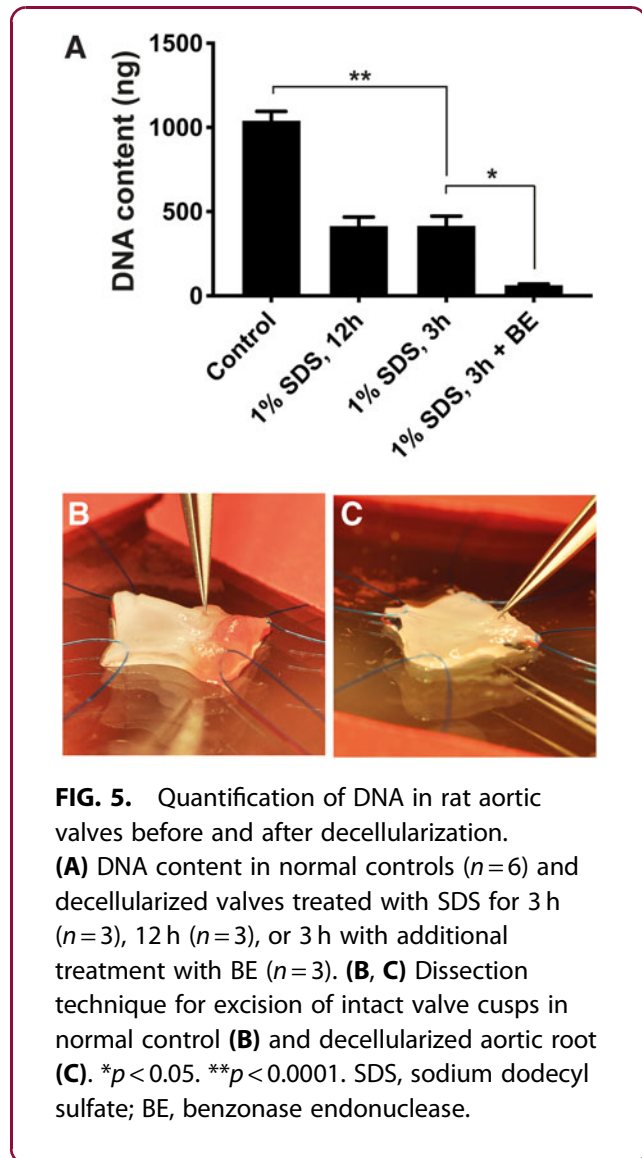 A
DNA content (ng)
1500
1000
500
0
**
*
Control
1% SDS, 12h
1% SDS, 3h
1% SDS, 3h + BE
B
C
FIG. 5. Quantification of DNA in rat aortic
valves before and after decellularization.
(A) DNA content in normal controls (n = 6) and
decellularized valves treated with SDS for 3 h
(n = 3), 12 h (n = 3), or 3 h with additional
treatment with BE (n = 3). (B, C) Dissection
technique for excision of intact valve cusps in
normal control (B) and decellularized aortic root
(C). *p < 0.05. **p < 0.0001. SDS, sodium dodecyl
sulfate; BE, benzonase endonuclease.